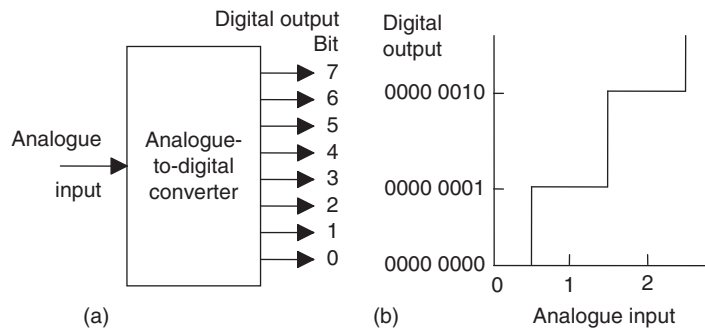 Digital output
Bit
7
6
5
4
3
2
1
0
Analogue
input
Analogue-
to-digital
converter
(a)
Digital
output
0000 0010
0000 0001
0000 0000
0
1
2
Analogue input
(b)